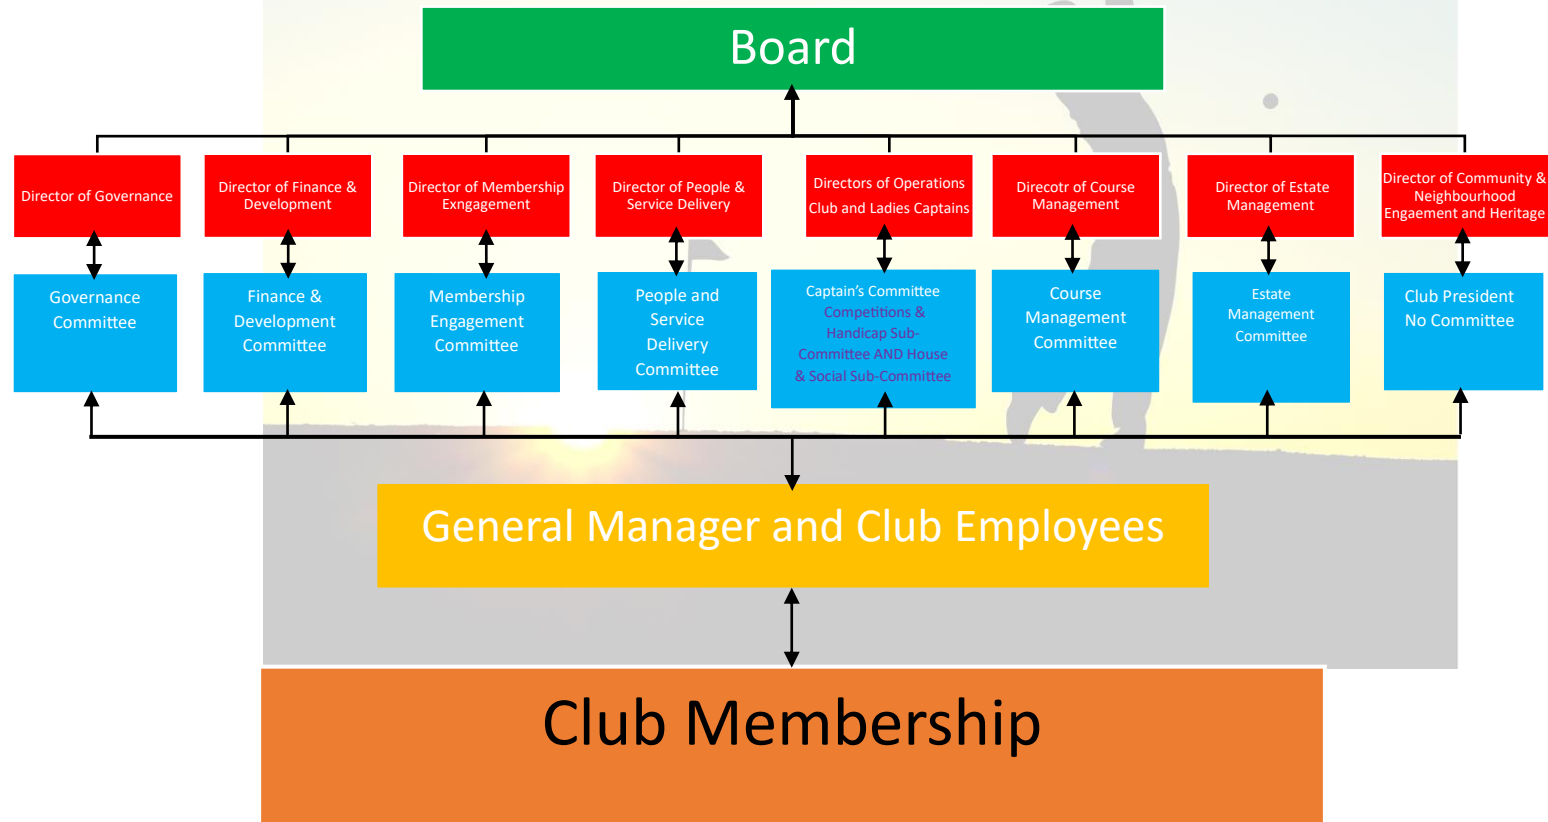 Board
Director of Governance
Director of Finance &
Development
Director of Membership
Exngagement
Director of People &
Service Delivery
Directors of Operations
Club and Ladies Captains
Direcotr of Course
Management
Director of Estate
Management
Director of Community &
Neighbourhood
Engaement and Heritage
Governance
Committee
Finance &
Development
Committee
Membership
Engagement
Committee
People and
Service
Delivery
Committee
Captain’s Committee
Competitions &
Handicap Sub-
Committee AND House
& Social Sub-Committee
Course
Management
Committee
Estate
Management
Committee
Club President
No Committee
General Manager and Club Employees
Club Membership